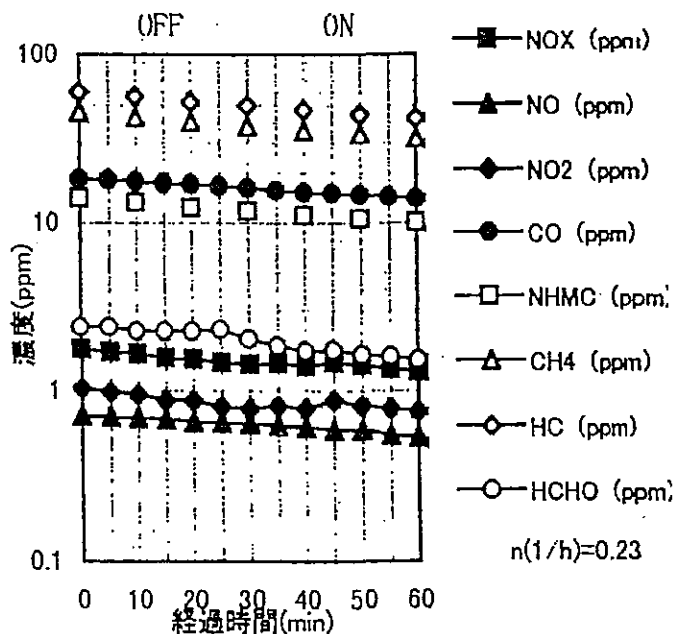 OFF ON
100
10
1
0.1
濃度(ppm)
0 10 20 30 40 50 60
経過時間(min)
NOX (ppm)
NO (ppm)
NO2 (ppm)
CO (ppm)
NHMC (ppm)
CH4 (ppm)
HC (ppm)
HCHO (ppm)
n(1/h)=0.23